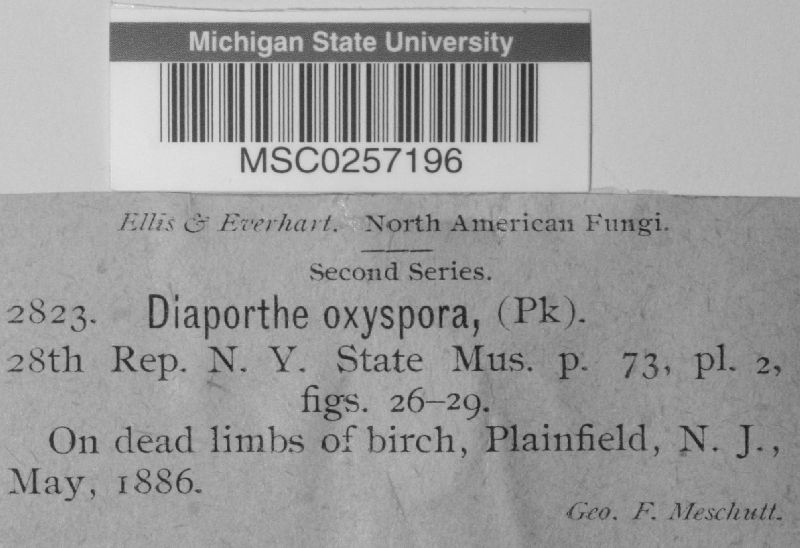 Michigan State University
MSC0257196
Ellis & Everhart. North American Fungi.
Second Series.
2823. Diaporthe oxyspora, (Pk).
28th Rep. N. Y. State Mus. p. 73, pl. 2,
figs. 26–29.
On dead limbs of birch, Plainfield, N. J.,
May, 1886.
Geo. F. Meschutt.